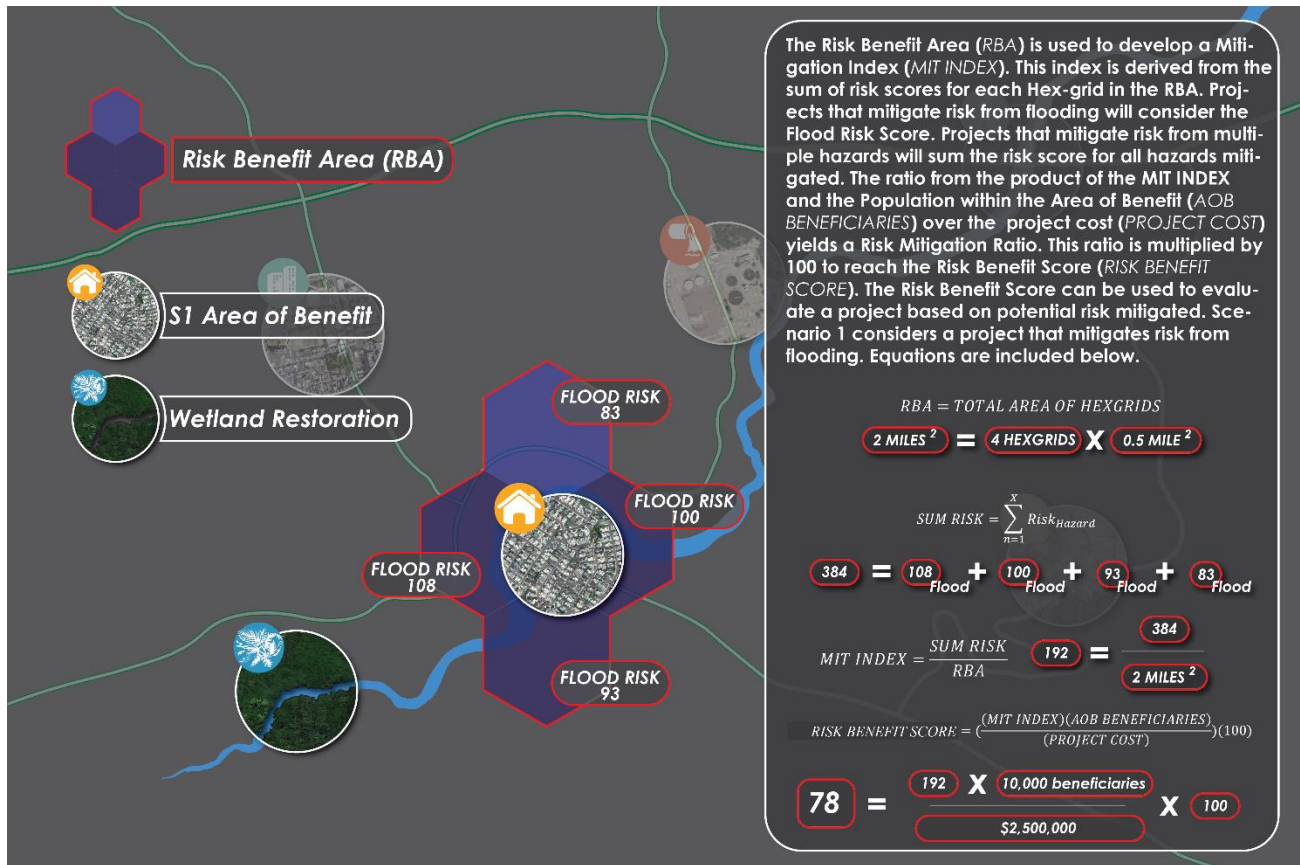 Risk Benefit Area (RBA)
S1 Area of Benefit
Wetland Restoration
FLOOD RISK
83
FLOOD RISK
100
FLOOD RISK
108
FLOOD RISK
93
The Risk Benefit Area (RBA) is used to develop a Miti-
gation Index (MIT INDEX). This index is derived from the
sum of risk scores for each Hex-grid in the RBA. Proj-
ects that mitigate risk from flooding will consider the
Flood Risk Score. Projects that mitigate risk from multi-
ple hazards will sum the risk score for all hazards miti-
gated. The ratio from the product of the MIT INDEX
and the Population within the Area of Benefit (AOB
BENEFICIARIES) over the project cost (PROJECT COST)
yields a Risk Mitigation Ratio. This ratio is multiplied by
100 to reach the Risk Benefit Score (RISK BENEFIT
SCORE). The Risk Benefit Score can be used to evalu-
ate a project based on potential risk mitigated. Sce-
nario 1 considers a project that mitigates risk from
flooding. Equations are included below.
RBA = TOTAL AREA OF HEXGRIDS
2 MILES ² = 4 HEXGRIDS X 0.5 MILE ²
SUM RISK = ∑ₙ₌₁ˣ Risk_Hazard
384 = 108 Flood + 100 Flood + 93 Flood + 83 Flood
MIT INDEX = SUM RISK / RBA 192 = 384 / 2 MILES ²
RISK BENEFIT SCORE = ((MIT INDEX)(AOB BENEFICIARIES) / (PROJECT COST))(100)
78 = 192 X 10,000 beneficiaries / $2,500,000 X 100